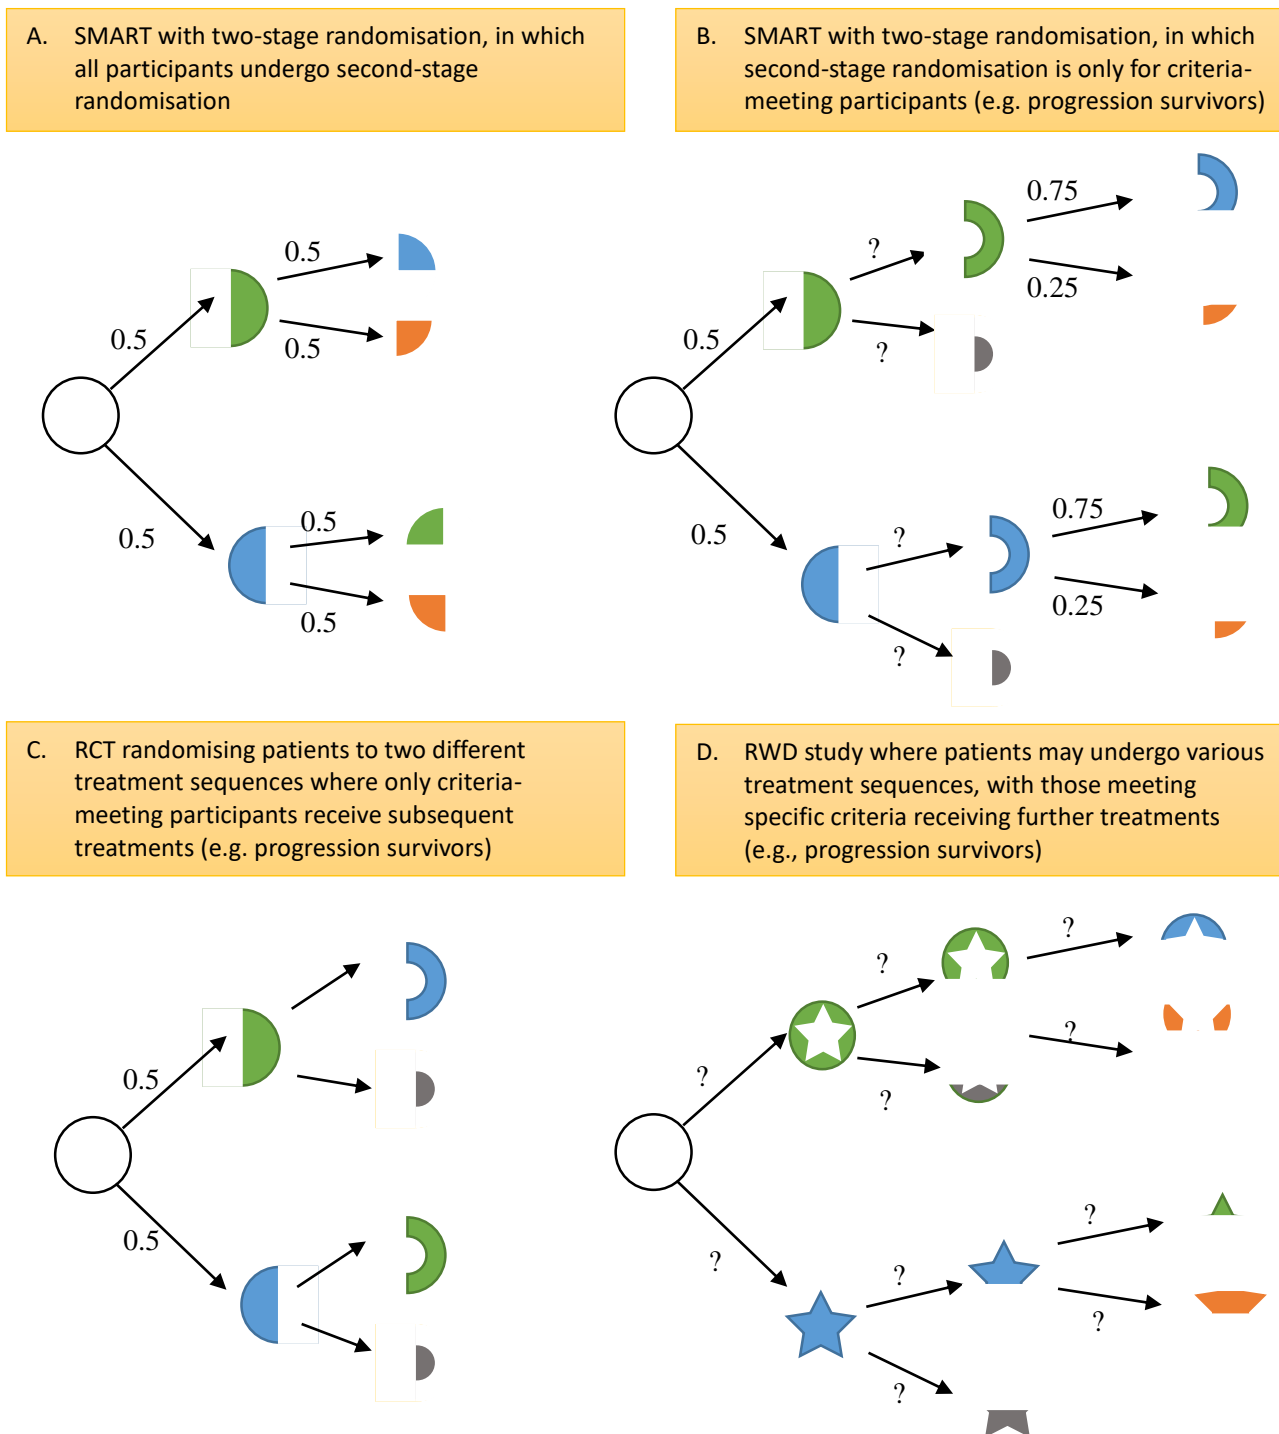 A. SMART with two-stage randomisation, in which
all participants undergo second-stage
randomisation
B. SMART with two-stage randomisation, in which
second-stage randomisation is only for criteria-
meeting participants (e.g. progression survivors)
0.5
0.5
0.5
0.5
0.5
0.5
?
0.75
0.25
0.5
?
0.5
?
0.75
0.25
?
C. RCT randomising patients to two different
treatment sequences where only criteria-
meeting participants receive subsequent
treatments (e.g. progression survivors)
D. RWD study where patients may undergo various
treatment sequences, with those meeting
specific criteria receiving further treatments
(e.g., progression survivors)
0.5
0.5
?
?
?
?
?
?
?
?
?
?